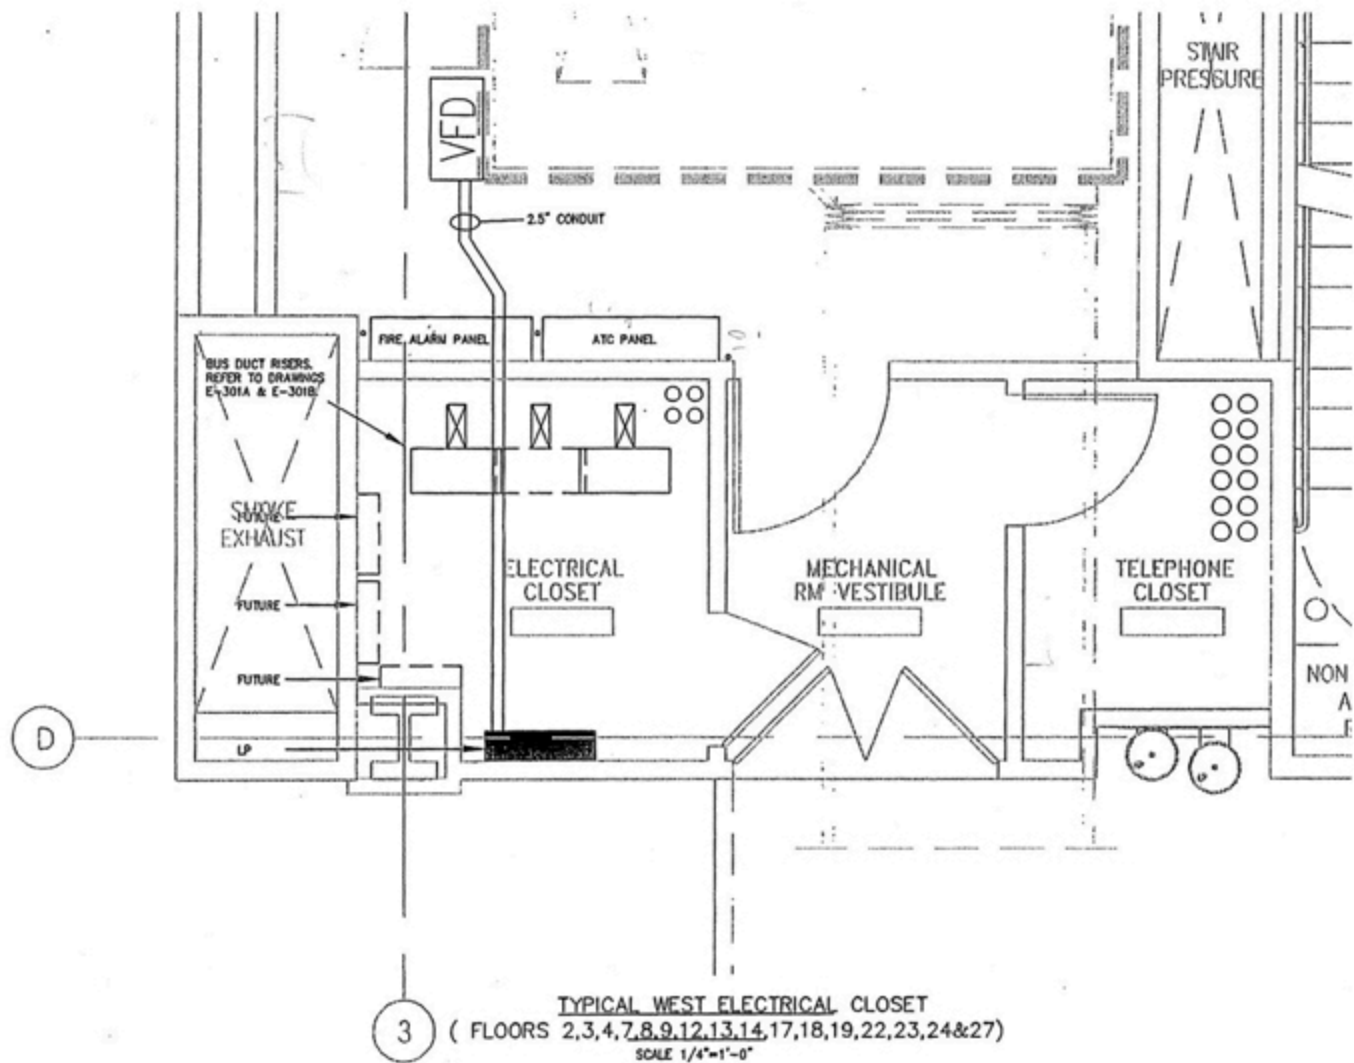 STAIR
PRESSURE
VFD
2.5" CONDUIT
FIRE ALARM PANEL
ATC PANEL
BUS DUCT RISERS.
REFER TO DRAWINGS
E-301A & E-301B.
SMOKE
EXHAUST
FUTURE
FUTURE
FUTURE
LP
ELECTRICAL
CLOSET
MECHANICAL
RM VESTIBULE
TELEPHONE
CLOSET
NON
A
D
3
TYPICAL WEST ELECTRICAL CLOSET
( FLOORS 2,3,4,7,8,9,12,13,14,17,18,19,22,23,24&27)
SCALE 1/4"=1'-0"